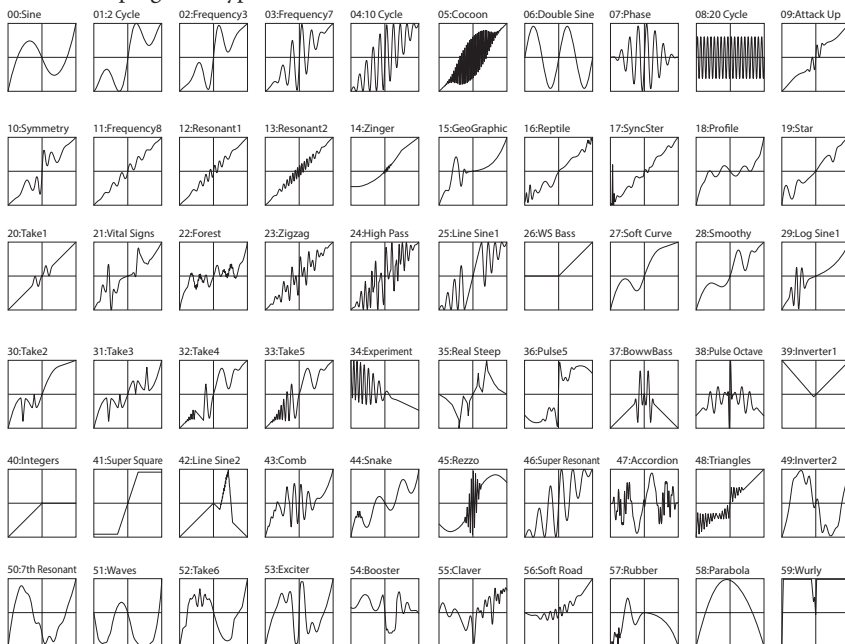 00:Sine 01:2 Cycle 02:Frequency3 03:Frequency7 04:10 Cycle 05:Cocoon 06:Double Sine 07:Phase 08:20 Cycle 09:Attack Up
10:Symmetry 11:Frequency8 12:Resonant1 13:Resonant2 14:Zinger 15:GeoGraphic 16:Reptile 17:SyncSter 18:Profile 19:Star
20:Take1 21:Vital Signs 22:Forest 23:Zigzag 24:High Pass 25:Line Sine1 26:WS Bass 27:Soft Curve 28:Smoothy 29:Log Sine1
30:Take2 31:Take3 32:Take4 33:Take5 34:Experiment 35:Real Steep 36:Pulse5 37:BowwBass 38:Pulse Octave 39:Inverter1
40:Integers 41:Super Square 42:Line Sine2 43:Comb 44:Snake 45:Rezzo 46:Super Resonant 47:Accordion 48:Triangles 49:Inverter2
50:7th Resonant 51:Waves 52:Take6 53:Exciter 54:Booster 55:Claver 56:Soft Road 57:Rubber 58:Parabola 59:Wurly